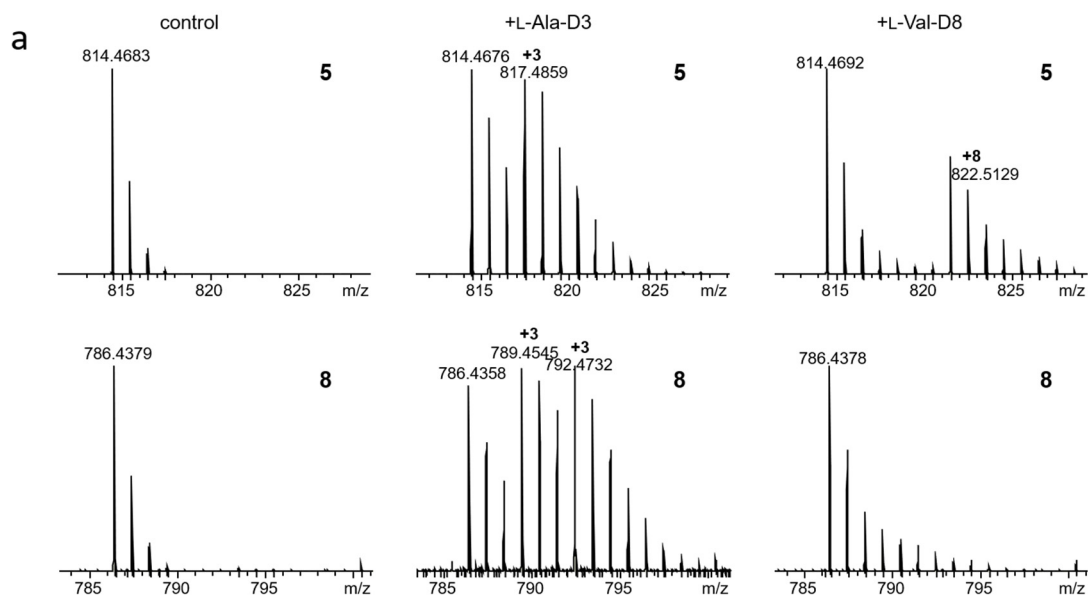 a
control
+L-Ala-D3
+L-Val-D8
814.4683
5
815 820 825 m/z
814.4676
+3
817.4859
5
815 820 825 m/z
814.4692
+8
822.5129
5
815 820 825 m/z
786.4379
8
785 790 795 m/z
786.4358
+3
789.4545
+3
792.4732
8
785 790 795 m/z
786.4378
8
785 790 795 m/z